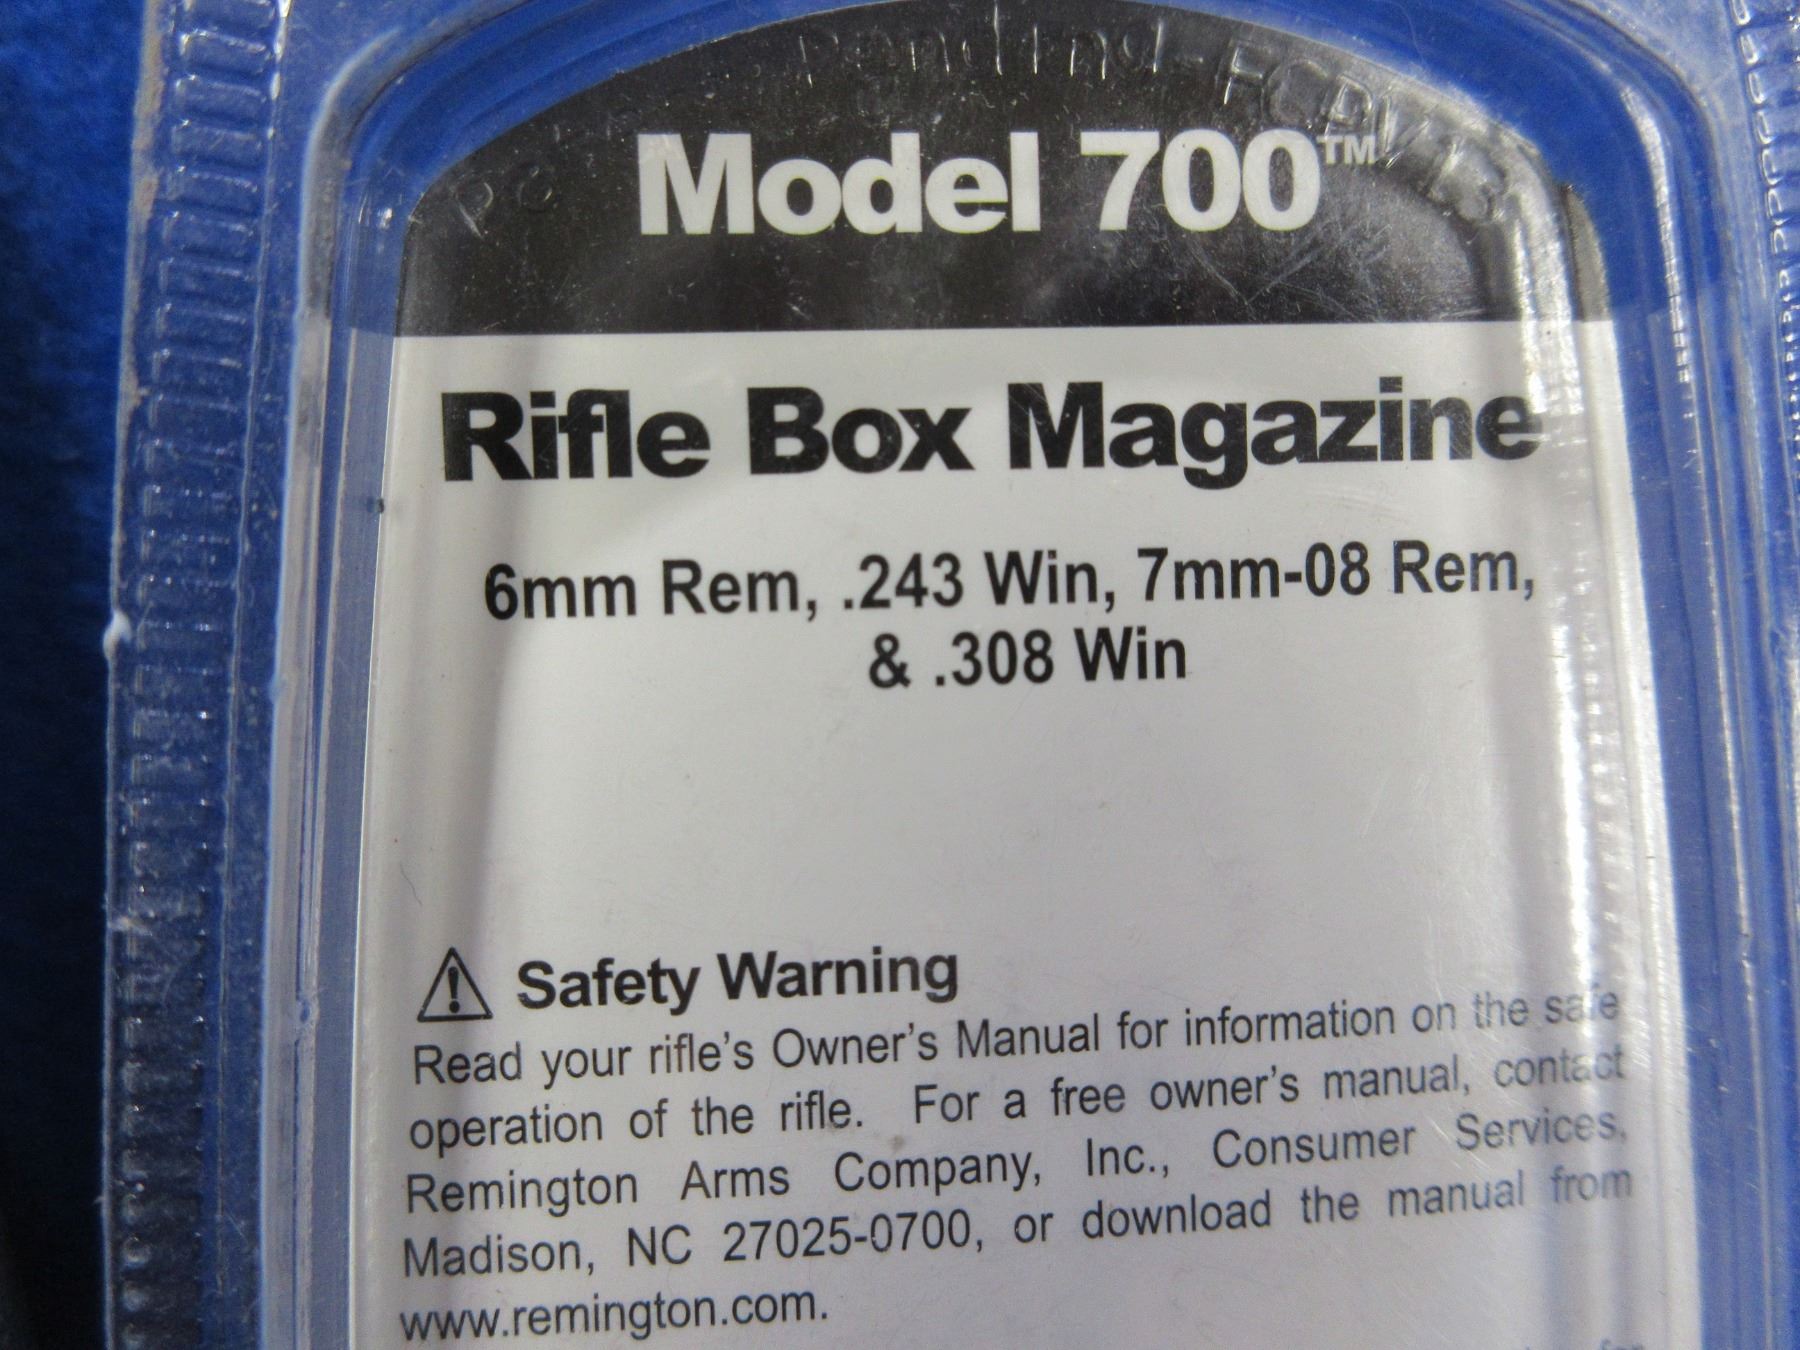 Pending
Model 700™
Rifle Box Magazine
6mm Rem, .243 Win, 7mm-08 Rem,
& .308 Win
⚠ Safety Warning
Read your rifle's Owner's Manual for information on the safe
operation of the rifle. For a free owner's manual, contact
Remington Arms Company, Inc., Consumer Services,
Madison, NC 27025-0700, or download the manual from
www.remington.com.
for